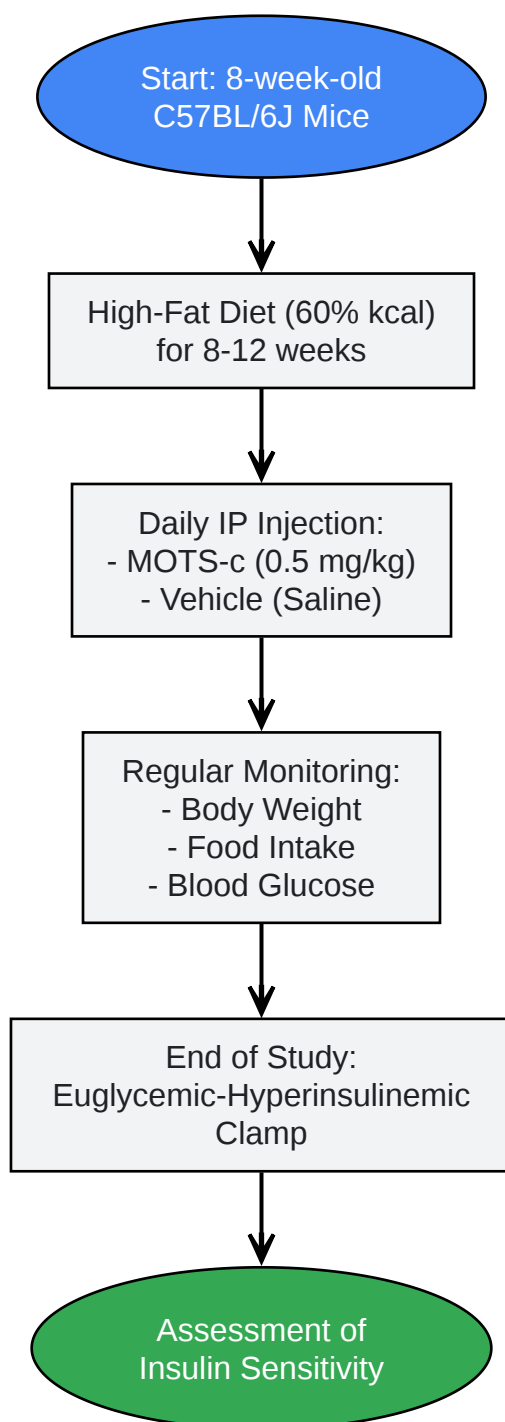 Start: 8-week-old
C57BL/6J Mice
High-Fat Diet (60% kcal)
for 8-12 weeks
Daily IP Injection:
- MOTS-c (0.5 mg/kg)
- Vehicle (Saline)
Regular Monitoring:
- Body Weight
- Food Intake
- Blood Glucose
End of Study:
Euglycemic-Hyperinsulinemic
Clamp
Assessment of
Insulin Sensitivity